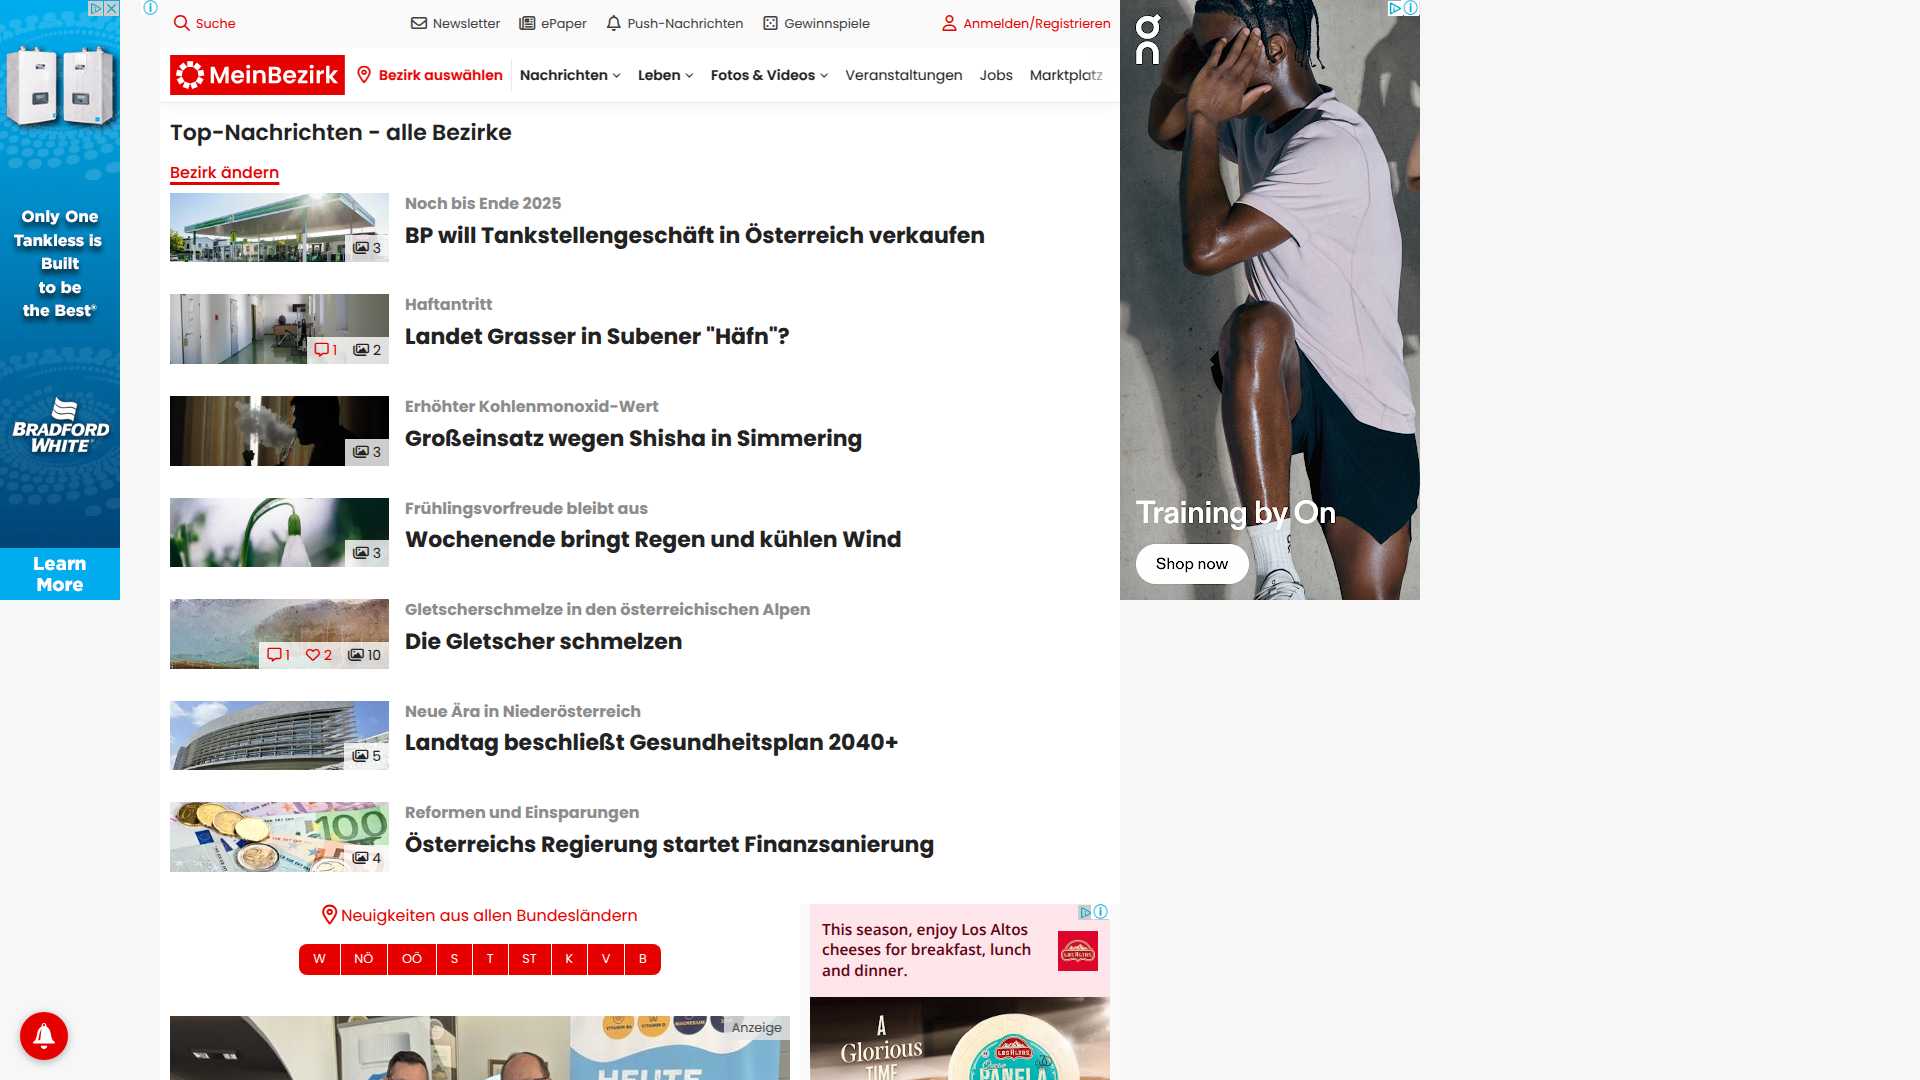 Suche
Newsletter
ePaper
Push-Nachrichten
Gewinnspiele
Anmelden/Registrieren
MeinBezirk
Bezirk auswählen
Nachrichten
Leben
Fotos & Videos
Veranstaltungen
Jobs
Marktplatz
Top-Nachrichten - alle Bezirke
Bezirk ändern
Noch bis Ende 2025
BP will Tankstellengeschäft in Österreich verkaufen
3
Haftantritt
Landet Grasser in Subener "Häfn"?
1 2
Erhöhter Kohlenmonoxid-Wert
Großeinsatz wegen Shisha in Simmering
3
Frühlingsvorfreude bleibt aus
Wochenende bringt Regen und kühlen Wind
3
Gletscherschmelze in den österreichischen Alpen
Die Gletscher schmelzen
1 2 10
Neue Ära in Niederösterreich
Landtag beschließt Gesundheitsplan 2040+
5
Reformen und Einsparungen
Österreichs Regierung startet Finanzsanierung
100
4
Neuigkeiten aus allen Bundesländern
W NÖ OÖ S T ST K V B
Anzeige
HEUTE
Only One
Tankless is
Built
to be
the Best®
BRADFORD
WHITE
Learn
More
on
Training by On
Shop now
This season, enjoy Los Altos
cheeses for breakfast, lunch
and dinner.
LOS ALTOS
A
Glorious
TIME
LOS ALTOS
PANELA